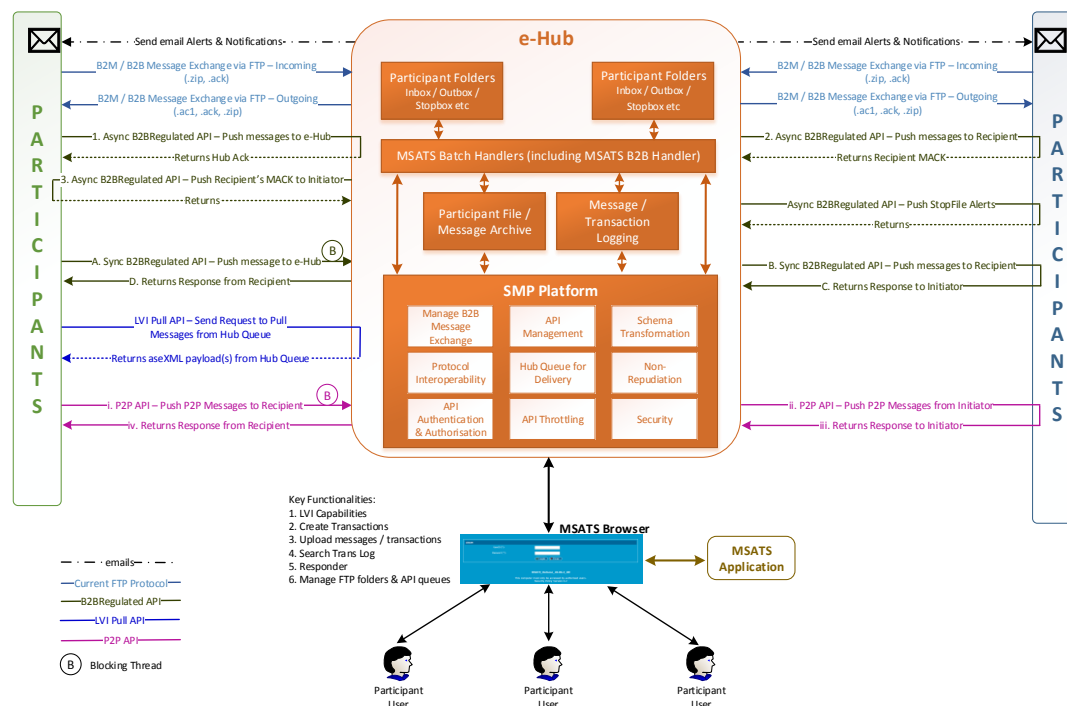 e-Hub
Send email Alerts & Notifications
B2M / B2B Message Exchange via FTP – Incoming
(.zip, .ack)
B2M / B2B Message Exchange via FTP – Outgoing
(.ac1, .ack, .zip)
1. Async B2BRegulated API – Push messages to e-Hub
Returns Hub Ack
3. Async B2BRegulated API – Push Recipient's MACK to Initiator
Returns
A. Sync B2BRegulated API – Push message to e-Hub
B
D. Returns Response from Recipient
LVI Pull API – Send Request to Pull
Messages from Hub Queue
Returns aseXML payload(s) from Hub Queue
i. P2P API – Push P2P Messages to Recipient
B
iv. Returns Response from Recipient
PARTICIPANTS
Participant Folders
Inbox / Outbox /
Stopbox etc
Participant Folders
Inbox / Outbox /
Stopbox etc
MSATS Batch Handlers (including MSATS B2B Handler)
Participant File /
Message Archive
Message /
Transaction
Logging
SMP Platform
Manage B2B
Message
Exchange
API
Management
Schema
Transformation
Protocol
Interoperability
Hub Queue for
Delivery
Non-
Repudiation
API
Authentication
& Authorisation
API Throttling
Security
Send email Alerts & Notifications
B2M / B2B Message Exchange via FTP – Incoming
(.zip, .ack)
B2M / B2B Message Exchange via FTP – Outgoing
(.ac1, .ack, .zip)
2. Async B2BRegulated API – Push messages to Recipient
Returns Recipient MACK
Async B2BRegulated API – Push StopFile Alerts
Returns
B. Sync B2BRegulated API – Push messages to Recipient
C. Returns Response to Initiator
ii. P2P API – Push P2P Messages from Initiator
iii. Returns Response to Initiator
PARTICIPANTS
Key Functionalities:
1. LVI Capabilities
2. Create Transactions
3. Upload messages / transactions
4. Search Trans Log
5. Responder
6. Manage FTP folders & API queues
MSATS Browser
MSATS
Application
emails
Current FTP Protocol
B2BRegulated API
LVI Pull API
P2P API
B
Blocking Thread
Participant
User
Participant
User
Participant
User